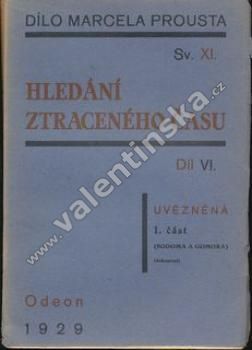 DÍLO MARCELA PROUSTA
Sv. XI.
HLEDÁNÍ
ZTRACENÉHO ČASU
Díl VI.
UVĚZNĚNÁ
1. část
(SODOMA A GOMORA)
Odeon
1929
www.valentinska.cz